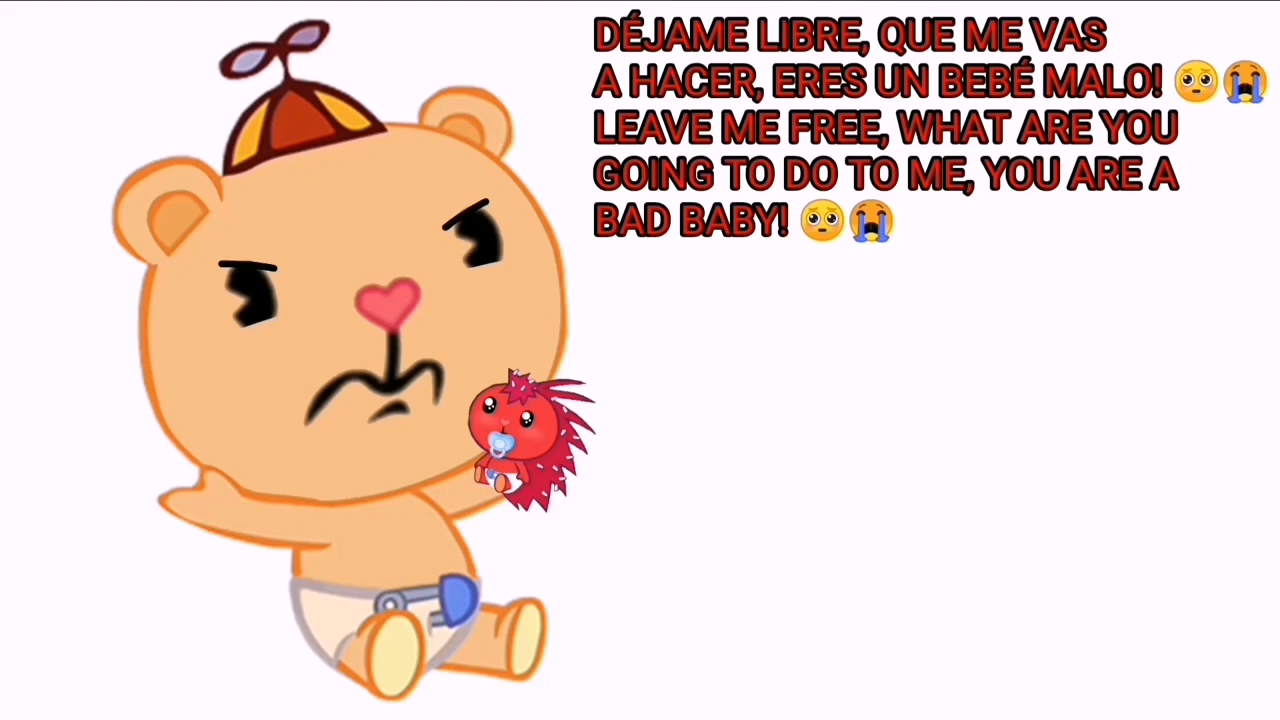 DÉJAME LIBRE, QUE ME VAS
A HACER, ERES UN BEBÉ MALO! 🥺😭
LEAVE ME FREE, WHAT ARE YOU
GOING TO DO TO ME, YOU ARE A
BAD BABY! 🥺😭